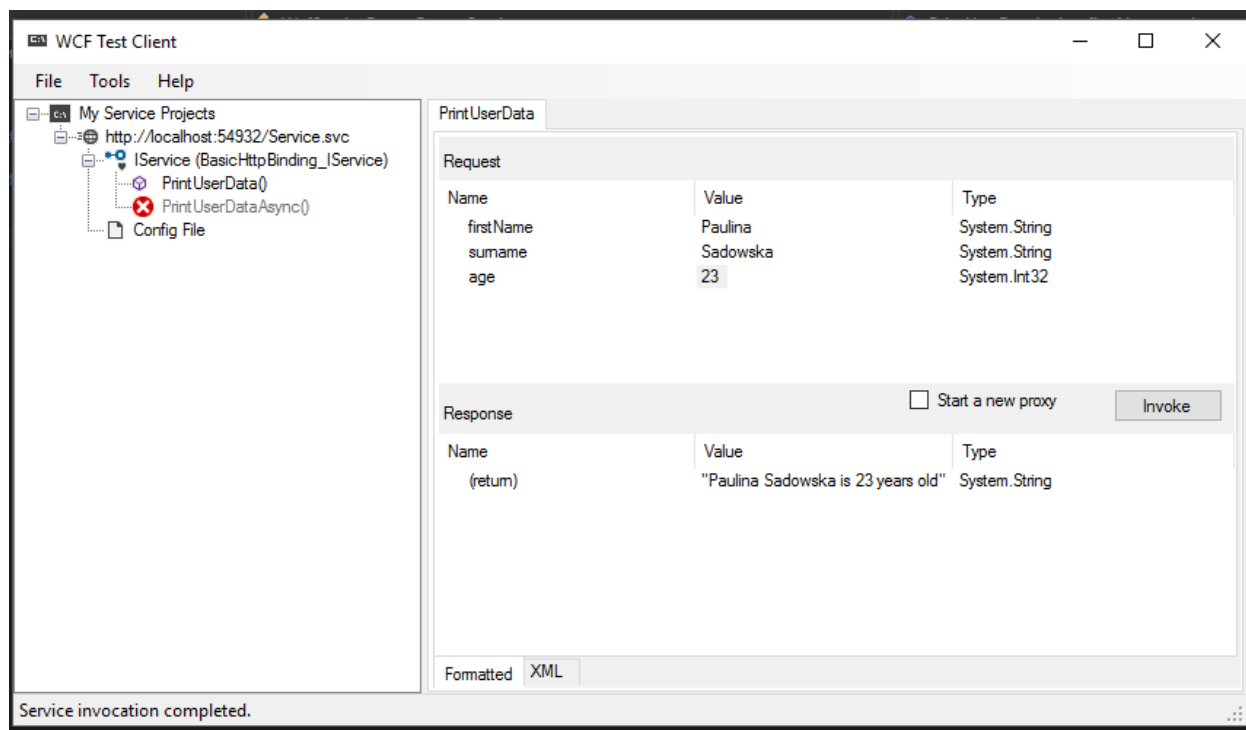 WCF Test Client
File Tools Help
My Service Projects
http://localhost:54932/Service.svc
IService (BasicHttpBinding_IService)
PrintUserData()
PrintUserDataAsync()
Config File
PrintUserData
Request
Name Value Type
firstName Paulina System.String
surname Sadowska System.String
age 23 System.Int32
Response
Start a new proxy
Invoke
Name Value Type
(return) "Paulina Sadowska is 23 years old" System.String
Formatted XML
Service invocation completed.